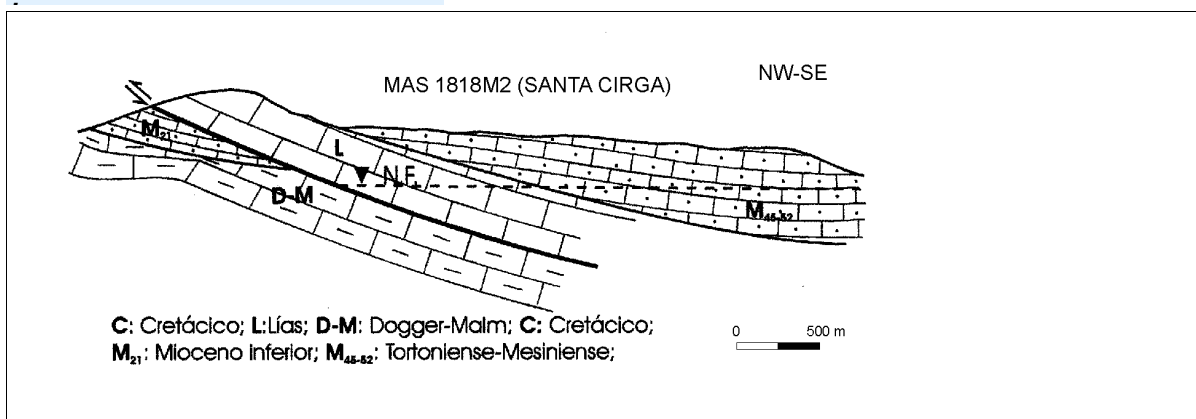 MAS 1818M2 (SANTA CIRGA)
NW-SE
M21
L
N.F.
D-M
M45-52
C: Cretácico; L:Lías; D-M: Dogger-Malm; C: Cretácico;
M21: Mioceno inferior; M45-52: Tortoniense-Mesiniense;
0 500 m